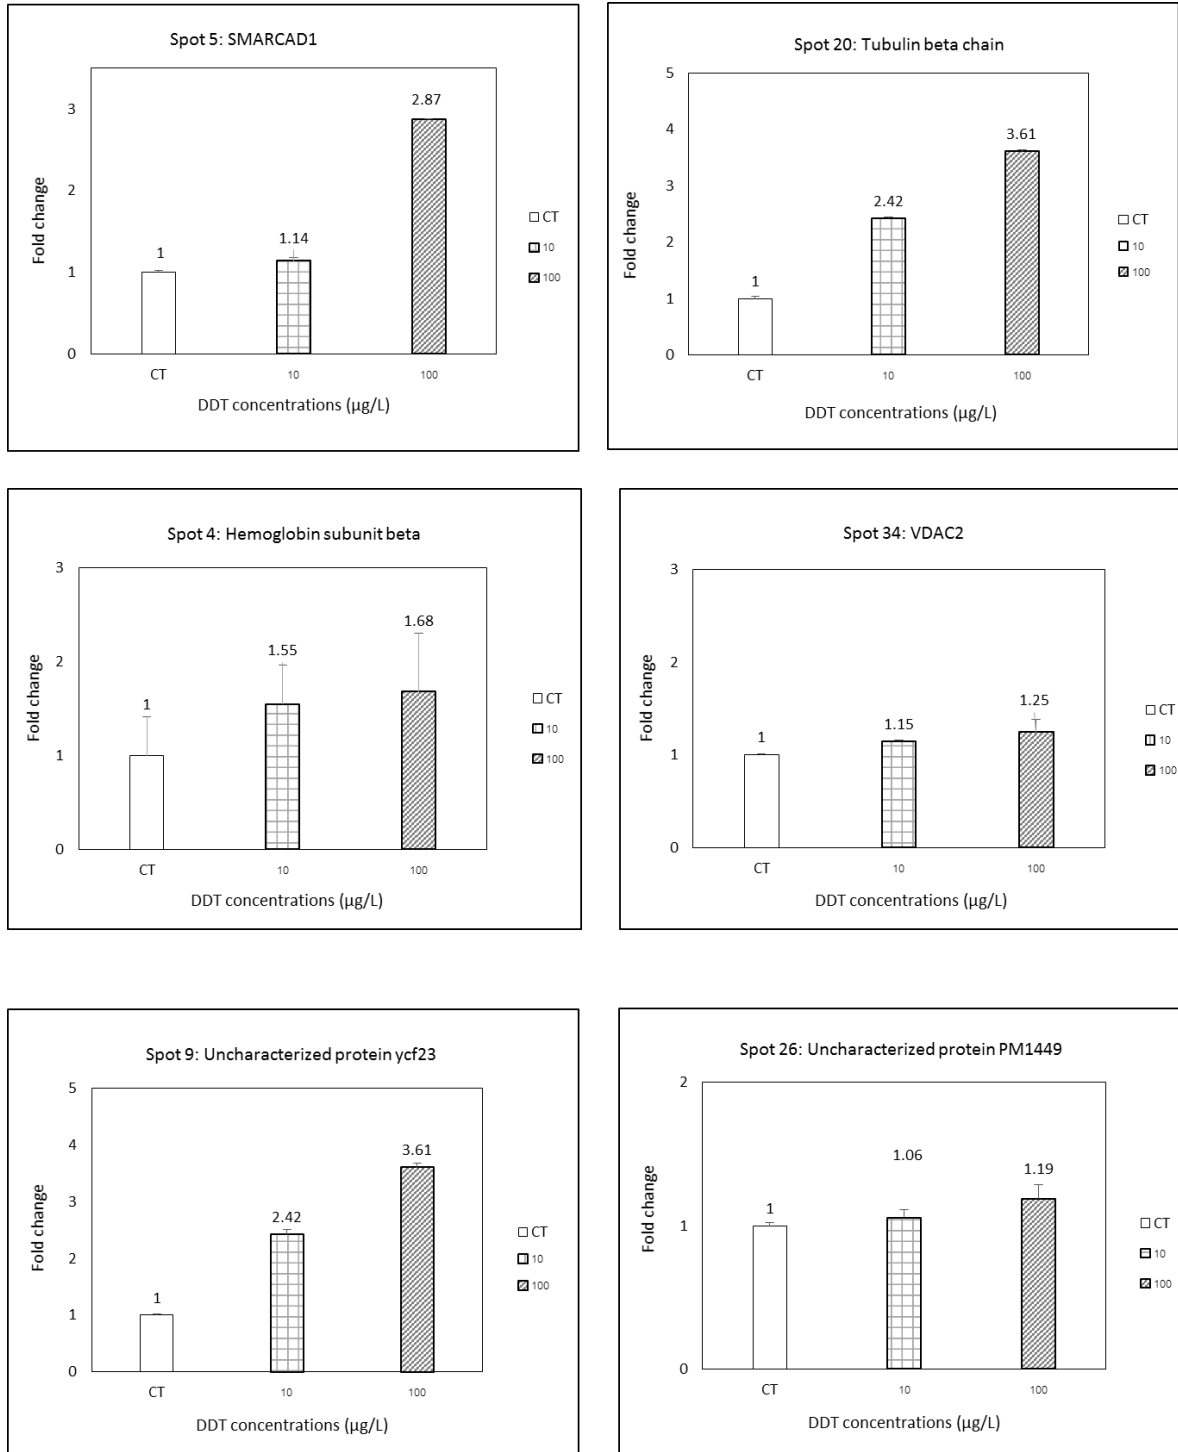 Spot 5: SMARCAD1
Fold change
3
2
1
0
1
1.14
2.87
CT
10
100
DDT concentrations (µg/L)
CT
10
100
Spot 20: Tubulin beta chain
Fold change
5
4
3
2
1
0
1
2.42
3.61
CT
10
100
DDT concentrations (µg/L)
CT
10
100
Spot 4: Hemoglobin subunit beta
Fold change
3
2
1
0
1
1.55
1.68
CT
10
100
DDT concentrations (µg/L)
CT
10
100
Spot 34: VDAC2
Fold change
3
2
1
0
1
1.15
1.25
CT
10
100
DDT concentrations (µg/L)
CT
10
100
Spot 9: Uncharacterized protein ycf23
Fold change
5
4
3
2
1
0
1
2.42
3.61
CT
10
100
DDT concentrations (µg/L)
CT
10
100
Spot 26: Uncharacterized protein PM1449
Fold change
2
1
0
1
1.06
1.19
CT
10
100
DDT concentrations (µg/L)
CT
10
100